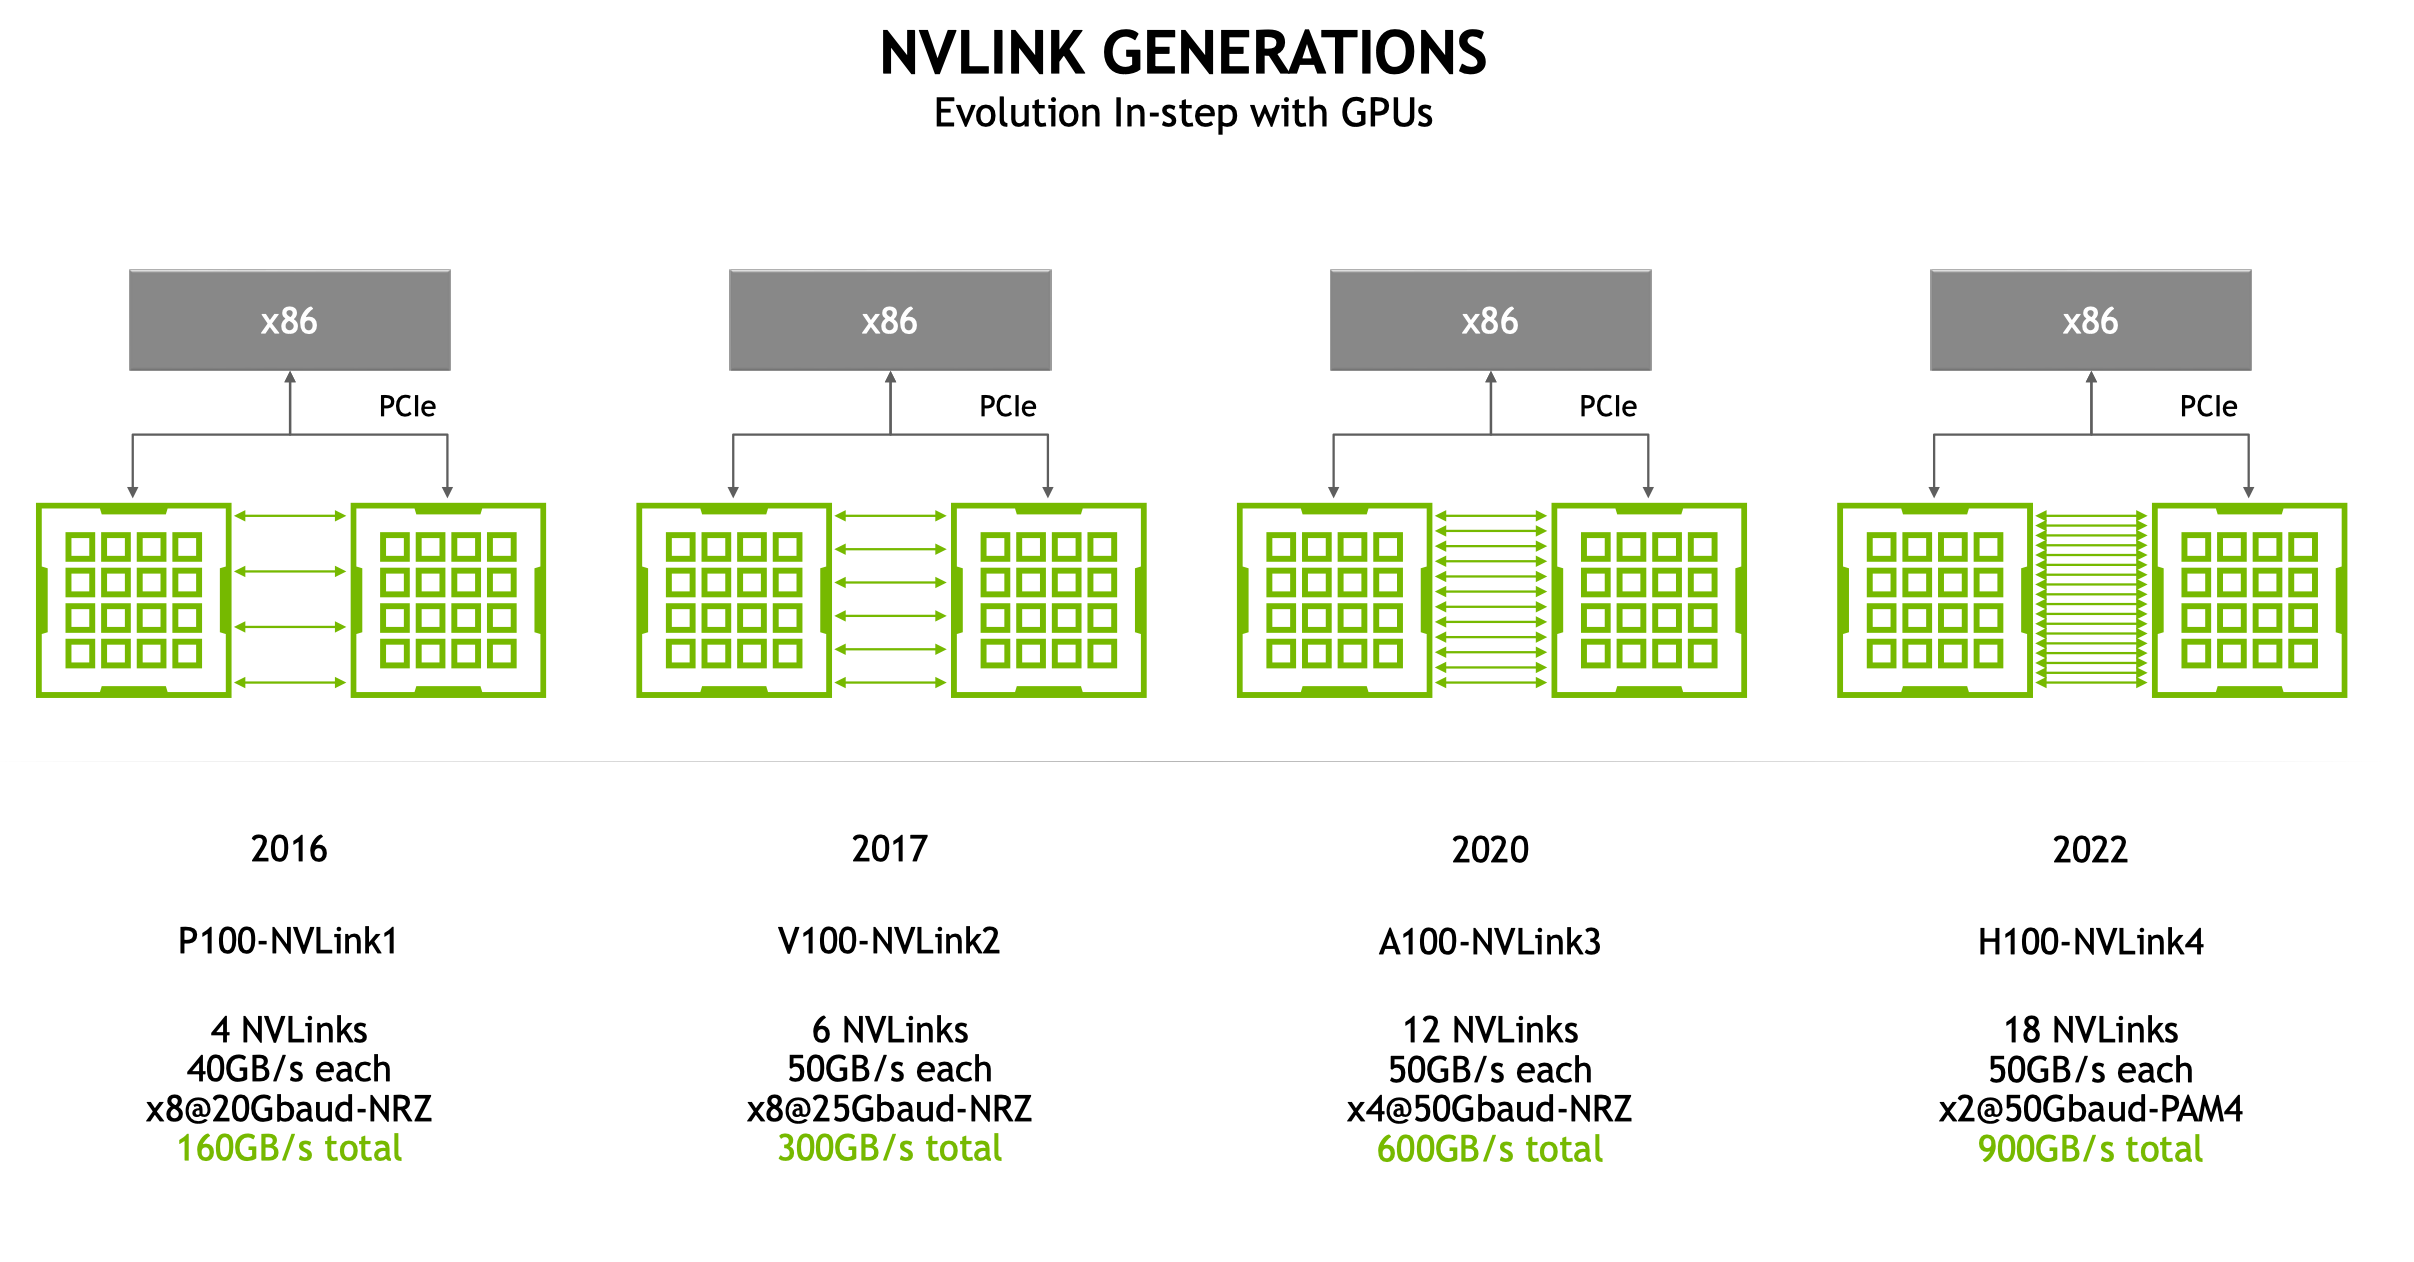 NVLINK GENERATIONS
Evolution In-step with GPUs
x86
PCIe
x86
PCIe
x86
PCIe
x86
PCIe
2016
P100-NVLink1
4 NVLinks
40GB/s each
x8@20Gbaud-NRZ
160GB/s total
2017
V100-NVLink2
6 NVLinks
50GB/s each
x8@25Gbaud-NRZ
300GB/s total
2020
A100-NVLink3
12 NVLinks
50GB/s each
x4@50Gbaud-NRZ
600GB/s total
2022
H100-NVLink4
18 NVLinks
50GB/s each
x2@50Gbaud-PAM4
900GB/s total